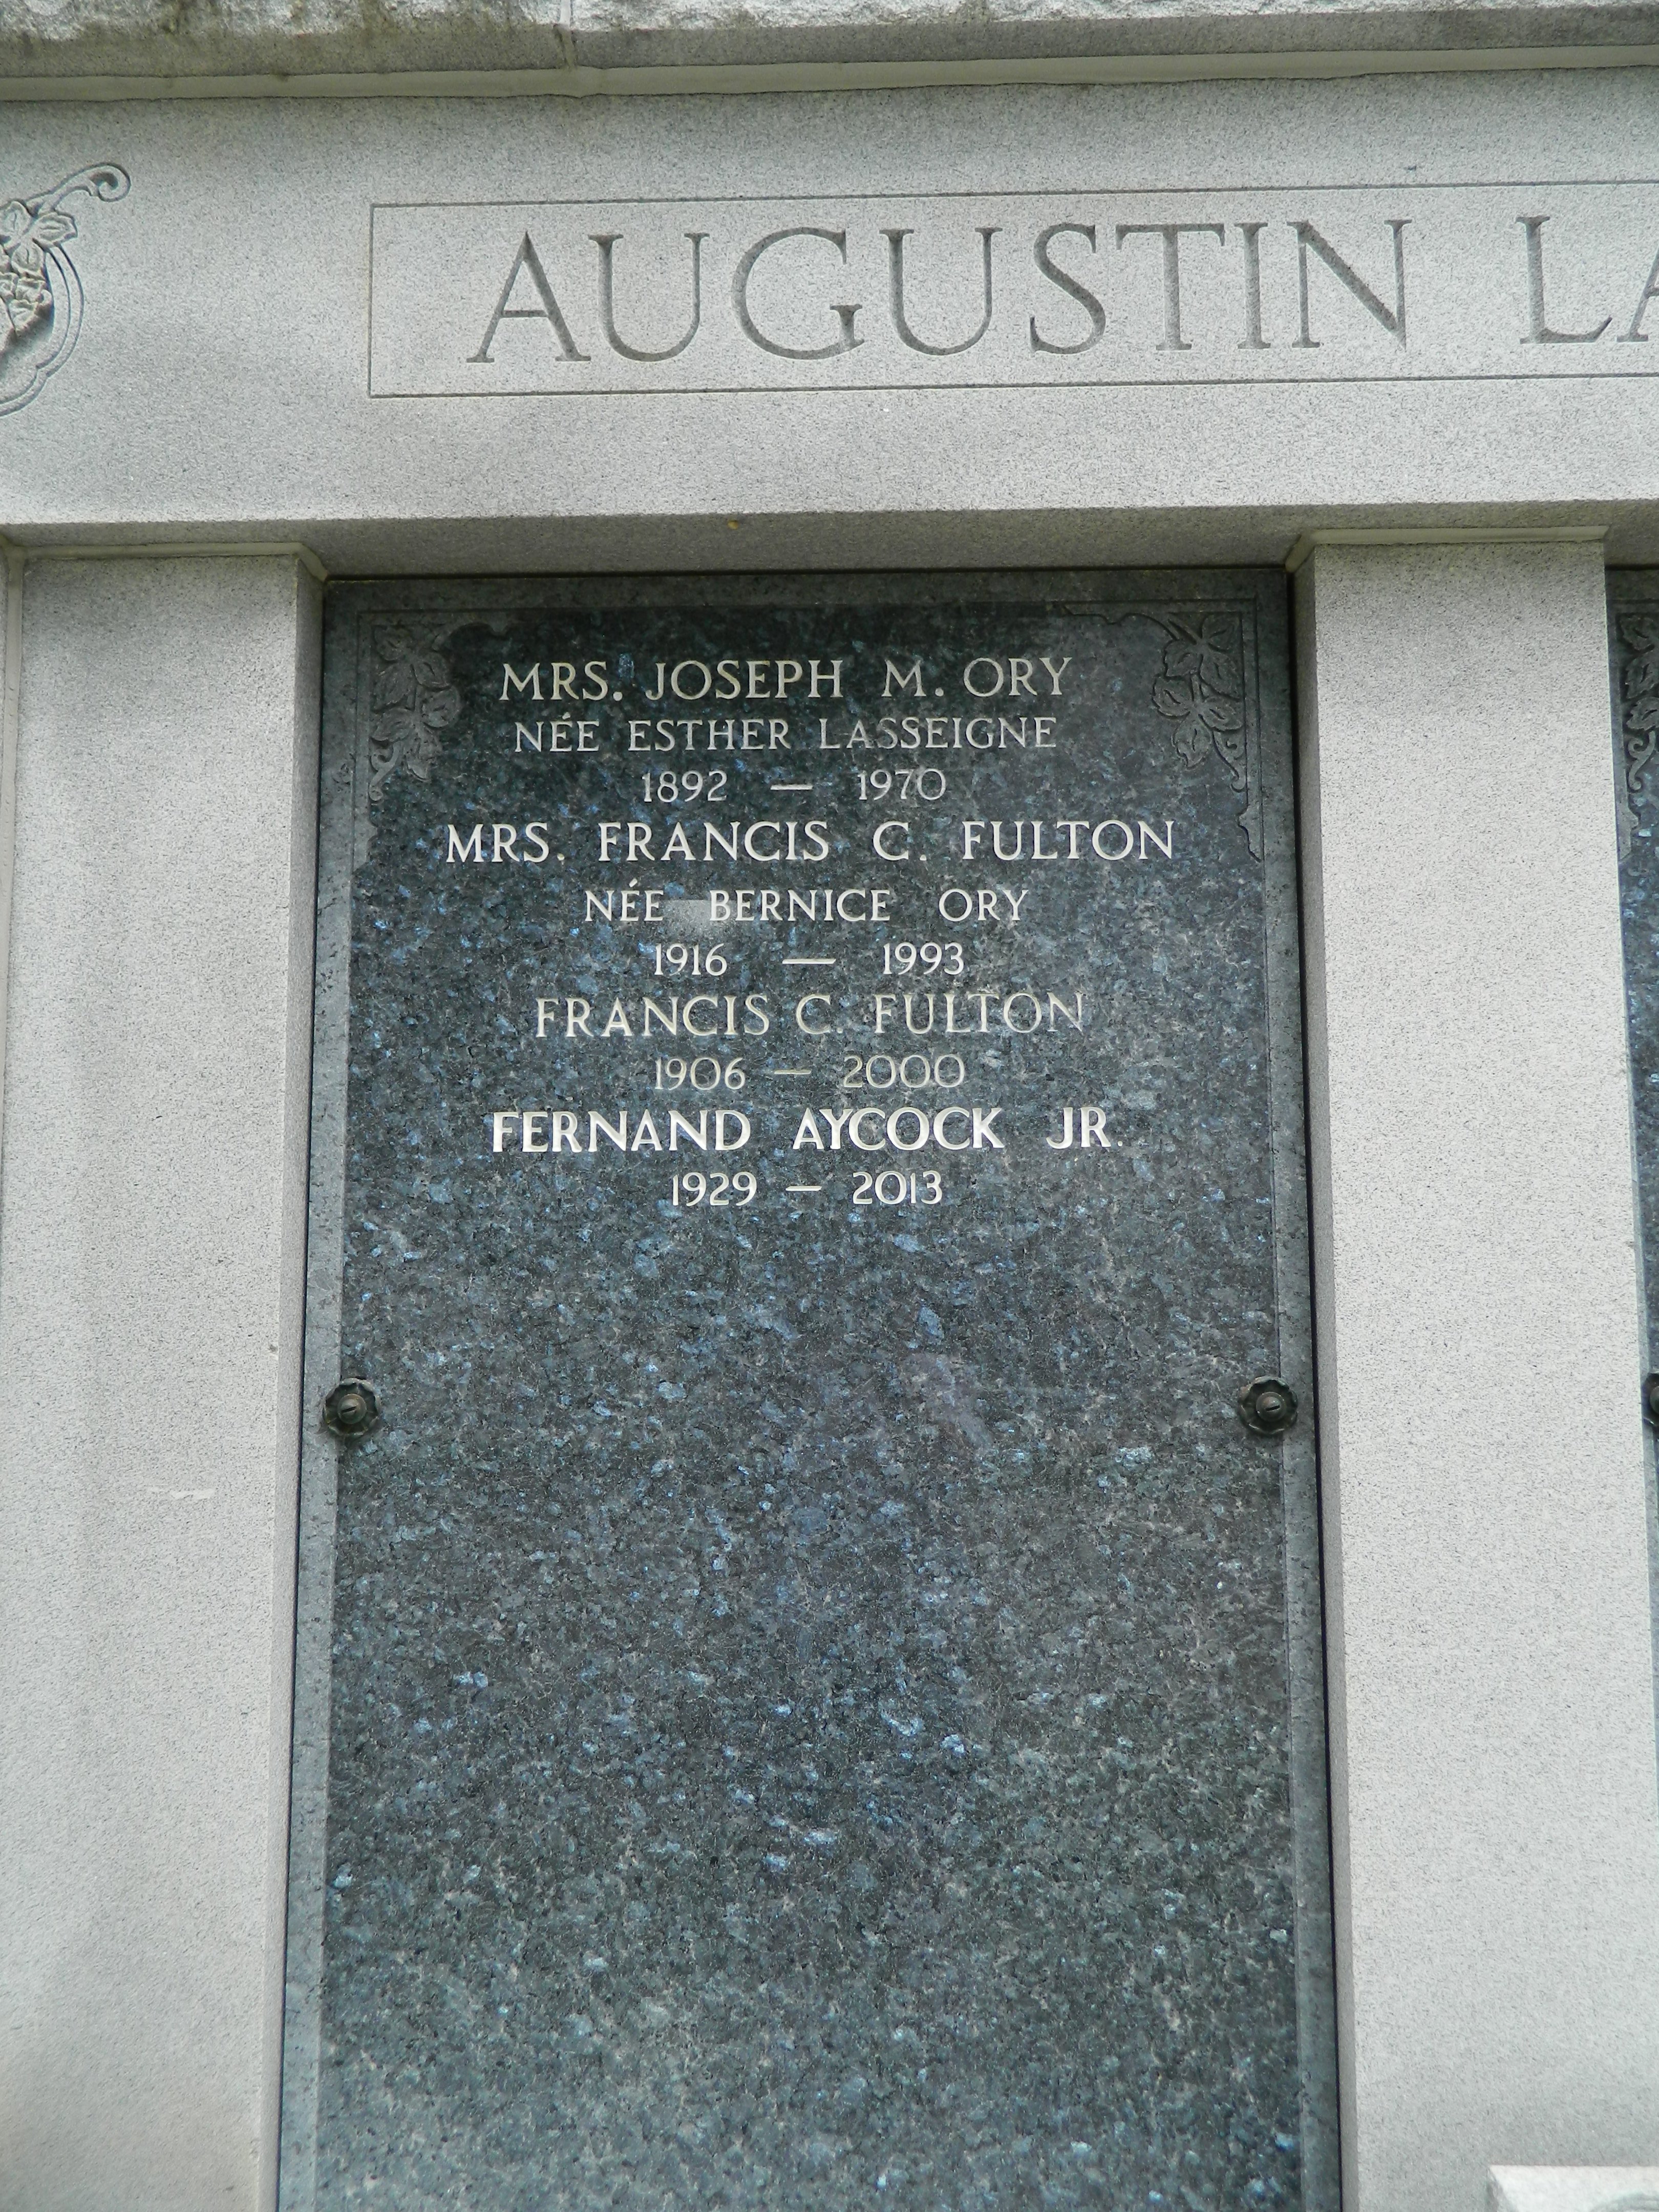 AUGUSTIN LA
MRS. JOSEPH M. ORY
NÉE ESTHER LASSEIGNE
1892 — 1970
MRS. FRANCIS C. FULTON
NÉE BERNICE ORY
1916 — 1993
FRANCIS C. FULTON
1906 — 2000
FERNAND AYCOCK JR.
1929 — 2013